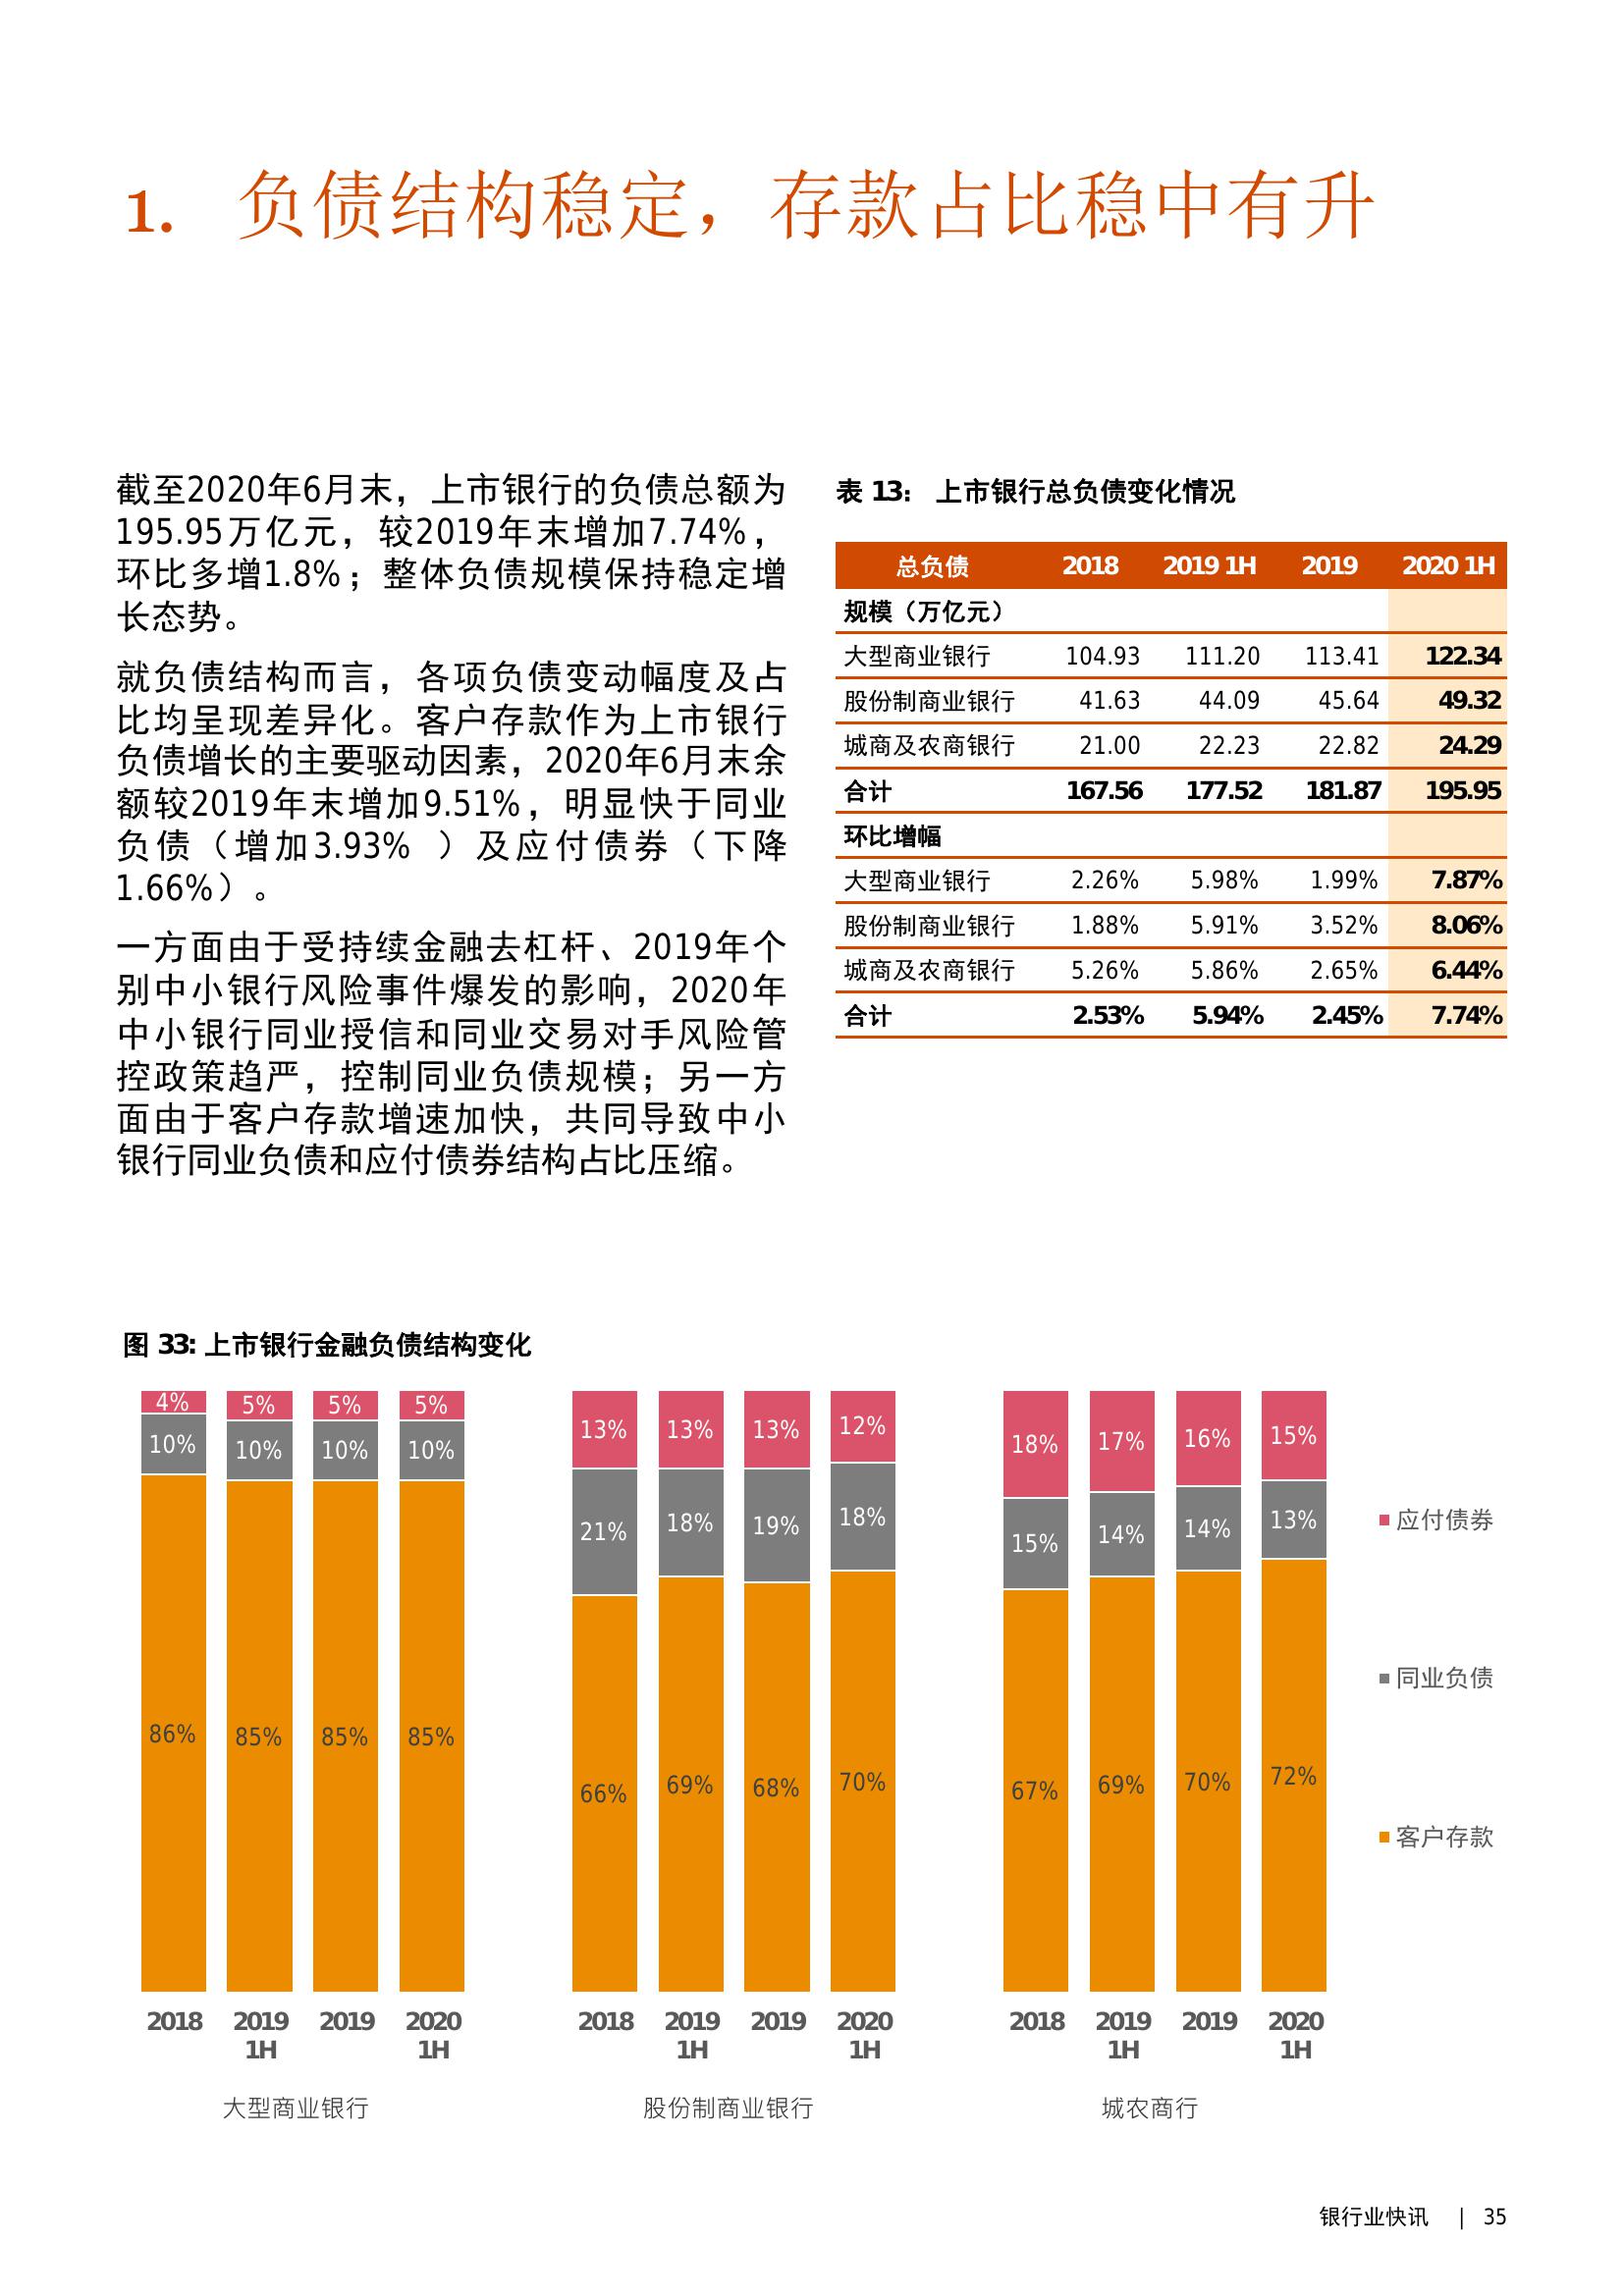 1. 负债结构稳定，存款占比稳中有升
截至2020年6月末，上市银行的负债总额为
195.95万亿元，较2019年末增加7.74%，
环比多增1.8%；整体负债规模保持稳定增
长态势。
就负债结构而言，各项负债变动幅度及占
比均呈现差异化。客户存款作为上市银行
负债增长的主要驱动因素，2020年6月末余
额较2019年末增加9.51%，明显快于同业
负债（增加3.93% ）及应付债券（下降
1.66%）。
一方面由于受持续金融去杠杆、2019年个
别中小银行风险事件爆发的影响，2020年
中小银行同业授信和同业交易对手风险管
控政策趋严，控制同业负债规模；另一方
面由于客户存款增速加快，共同导致中小
银行同业负债和应付债券结构占比压缩。
表 13： 上市银行总负债变化情况
总负债 2018 2019 1H 2019 2020 1H
规模（万亿元）
大型商业银行 104.93 111.20 113.41 122.34
股份制商业银行 41.63 44.09 45.64 49.32
城商及农商银行 21.00 22.23 22.82 24.29
合计 167.56 177.52 181.87 195.95
环比增幅
大型商业银行 2.26% 5.98% 1.99% 7.87%
股份制商业银行 1.88% 5.91% 3.52% 8.06%
城商及农商银行 5.26% 5.86% 2.65% 6.44%
合计 2.53% 5.94% 2.45% 7.74%
图 33: 上市银行金融负债结构变化
4% 5% 5% 5% 13% 13% 13% 12% 18% 17% 16% 15%
10% 10% 10% 10% 21% 18% 19% 18% 15% 14% 14% 13%
86% 85% 85% 85% 66% 69% 68% 70% 67% 69% 70% 72%
应付债券
同业负债
客户存款
2018 2019 2019 2020 2018 2019 2019 2020 2018 2019 2019 2020
1H 1H 1H 1H 1H 1H
大型商业银行 股份制商业银行 城农商行
银行业快讯 | 35